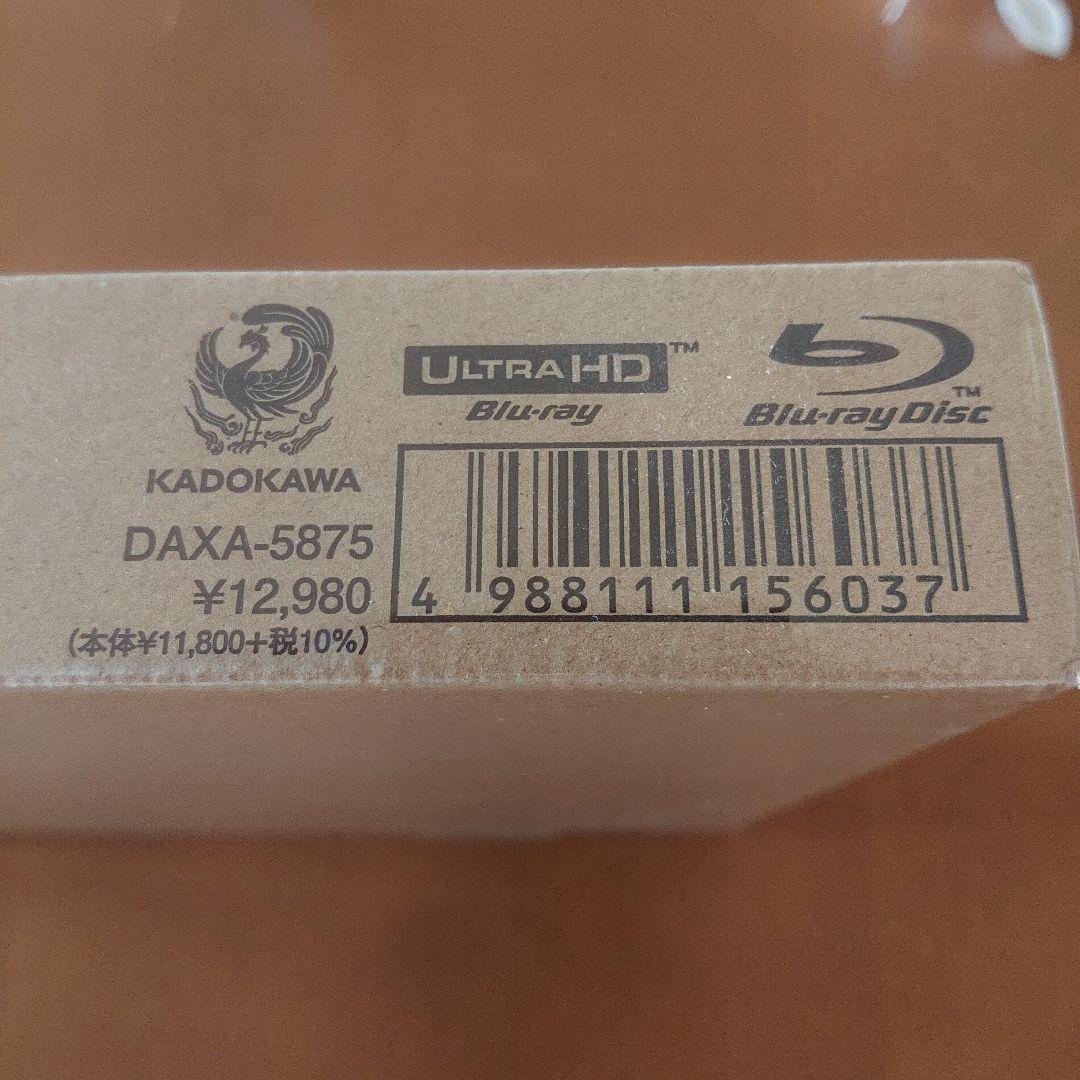 KADOKAWA
DAXA-5875
¥12,980
(本体¥11,800+税10%)
ULTRA HD™
Blu-ray
Blu-ray Disc™
4 988111 156037